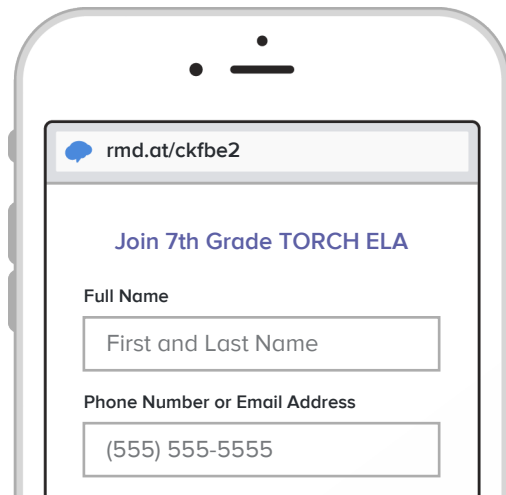 rmd.at/ckfbe2
Join 7th Grade TORCH ELA
Full Name
First and Last Name
Phone Number or Email Address
(555) 555-5555